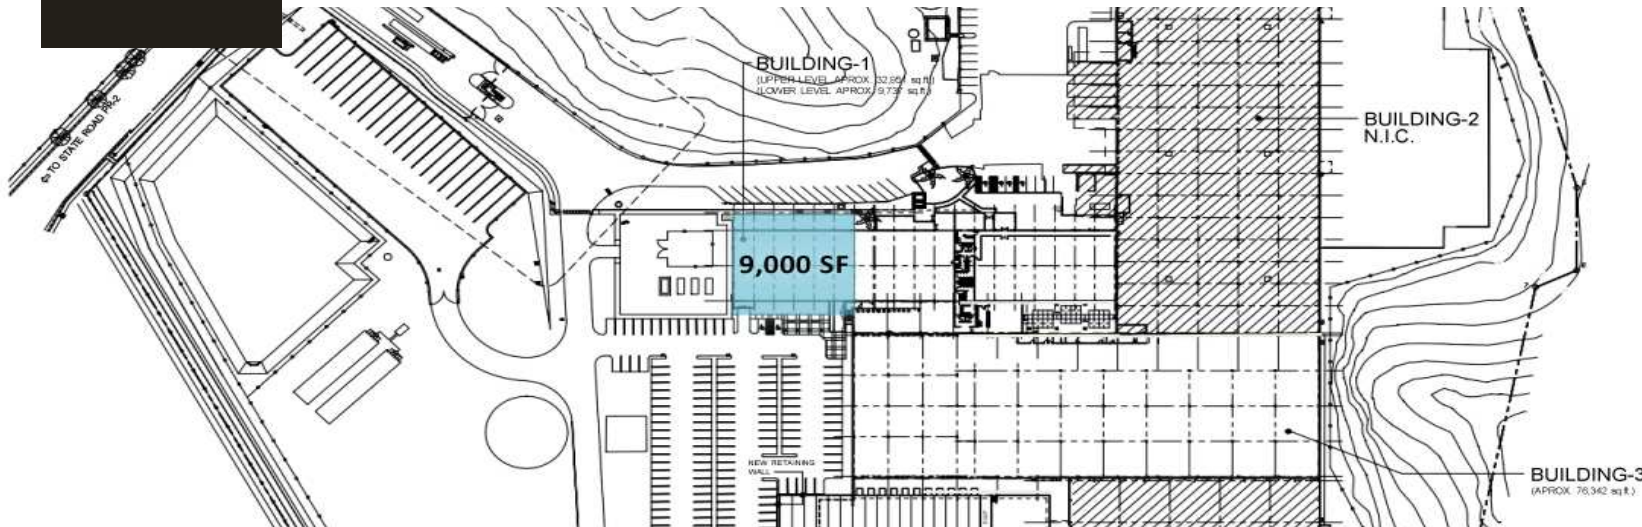 BUILDING-1
(UPPER LEVEL APROX. 32,951 sq.ft.)
(LOWER LEVEL APROX. 9,737 sq.ft.)
BUILDING-2
N.I.C.
TO STATE ROAD PR-2
9,000 SF
NEW RETAINING
WALL
BUILDING-3
(APROX. 76,342 sq.ft.)